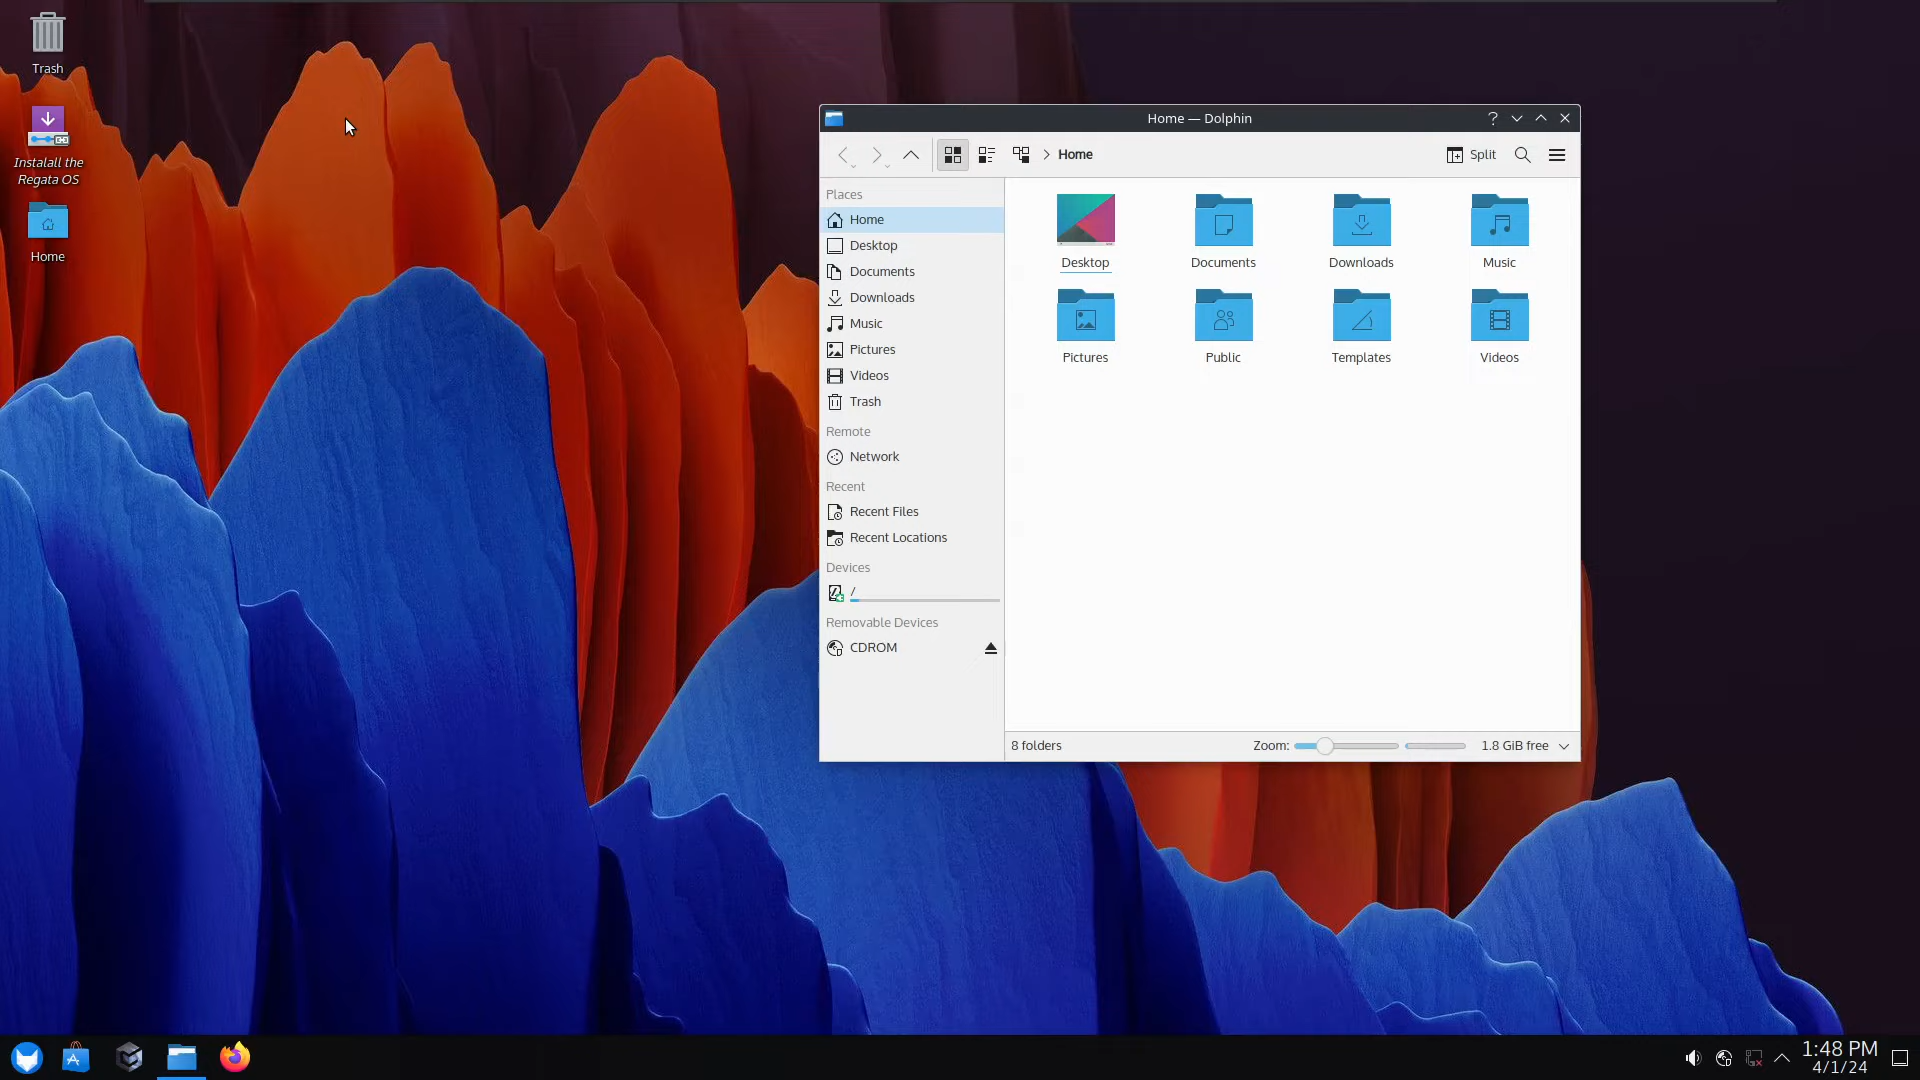 Trash
Instalall the
Regata OS
Home
Home — Dolphin
Home
Split
Places
Home
Desktop
Documents
Downloads
Music
Pictures
Videos
Trash
Remote
Network
Recent
Recent Files
Recent Locations
Devices
/
Removable Devices
CDROM
Desktop
Documents
Downloads
Music
Pictures
Public
Templates
Videos
8 folders
Zoom:
1.8 GiB free
1:48 PM
4/1/24